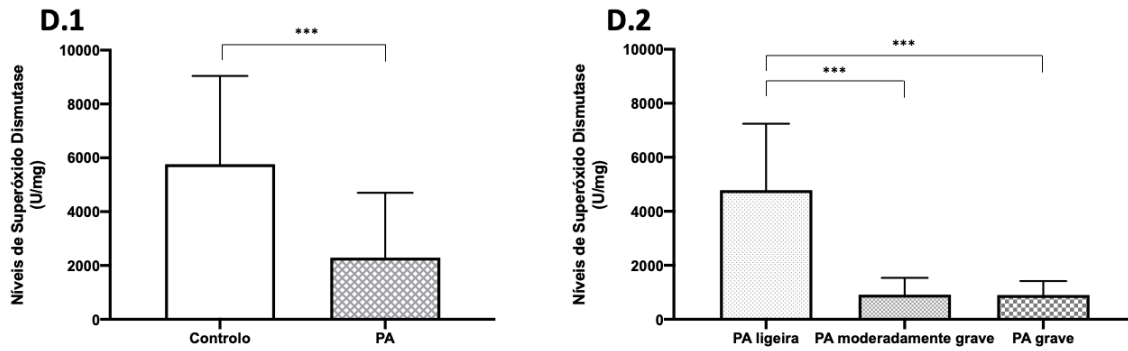 D.1
***
10000
8000
6000
4000
2000
0
Níveis de Superóxido Dismutase
(U/mg)
Controlo PA
D.2
***
***
10000
8000
6000
4000
2000
0
Níveis de Superóxido Dismutase
(U/mg)
PA ligeira PA moderadamente grave PA grave